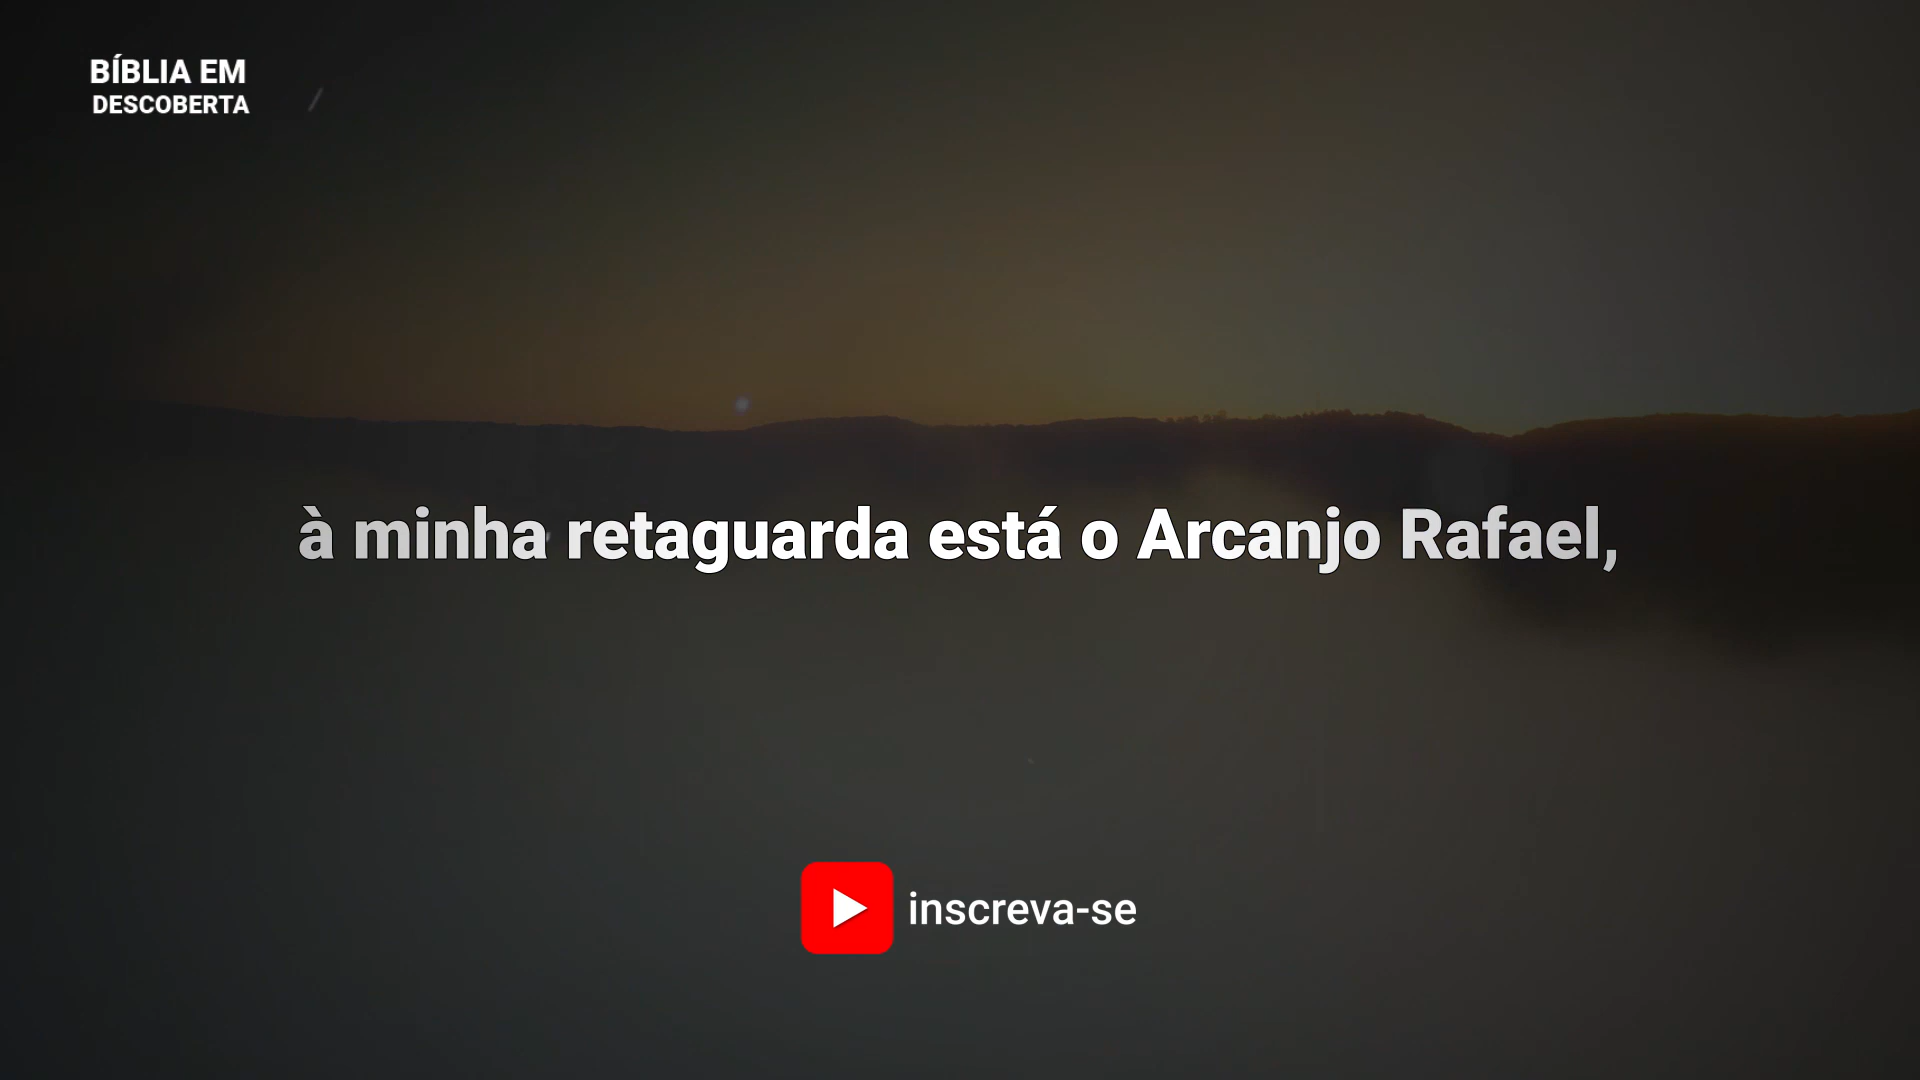 BÍBLIA EM
DESCOBERTA
à minha retaguarda está o Arcanjo Rafael,
inscreva-se